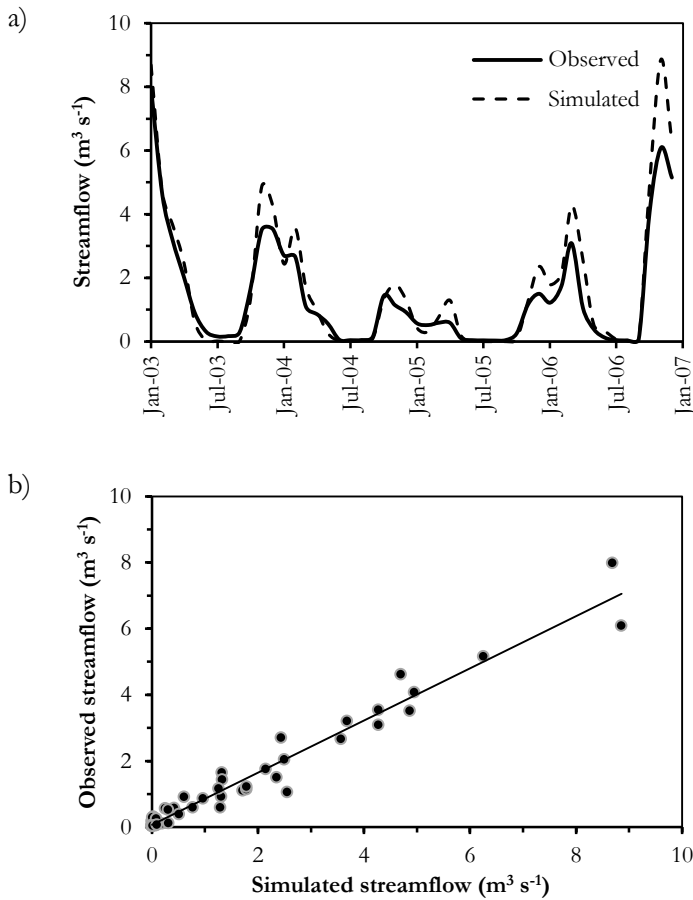 a)
10
8
6
4
2
0
Streamflow (m³ s⁻¹)
Observed
Simulated
Jan-03
Jul-03
Jan-04
Jul-04
Jan-05
Jul-05
Jan-06
Jul-06
Jan-07
b)
10
8
6
4
2
0
Observed streamflow (m³ s⁻¹)
0 2 4 6 8 10
Simulated streamflow (m³ s⁻¹)